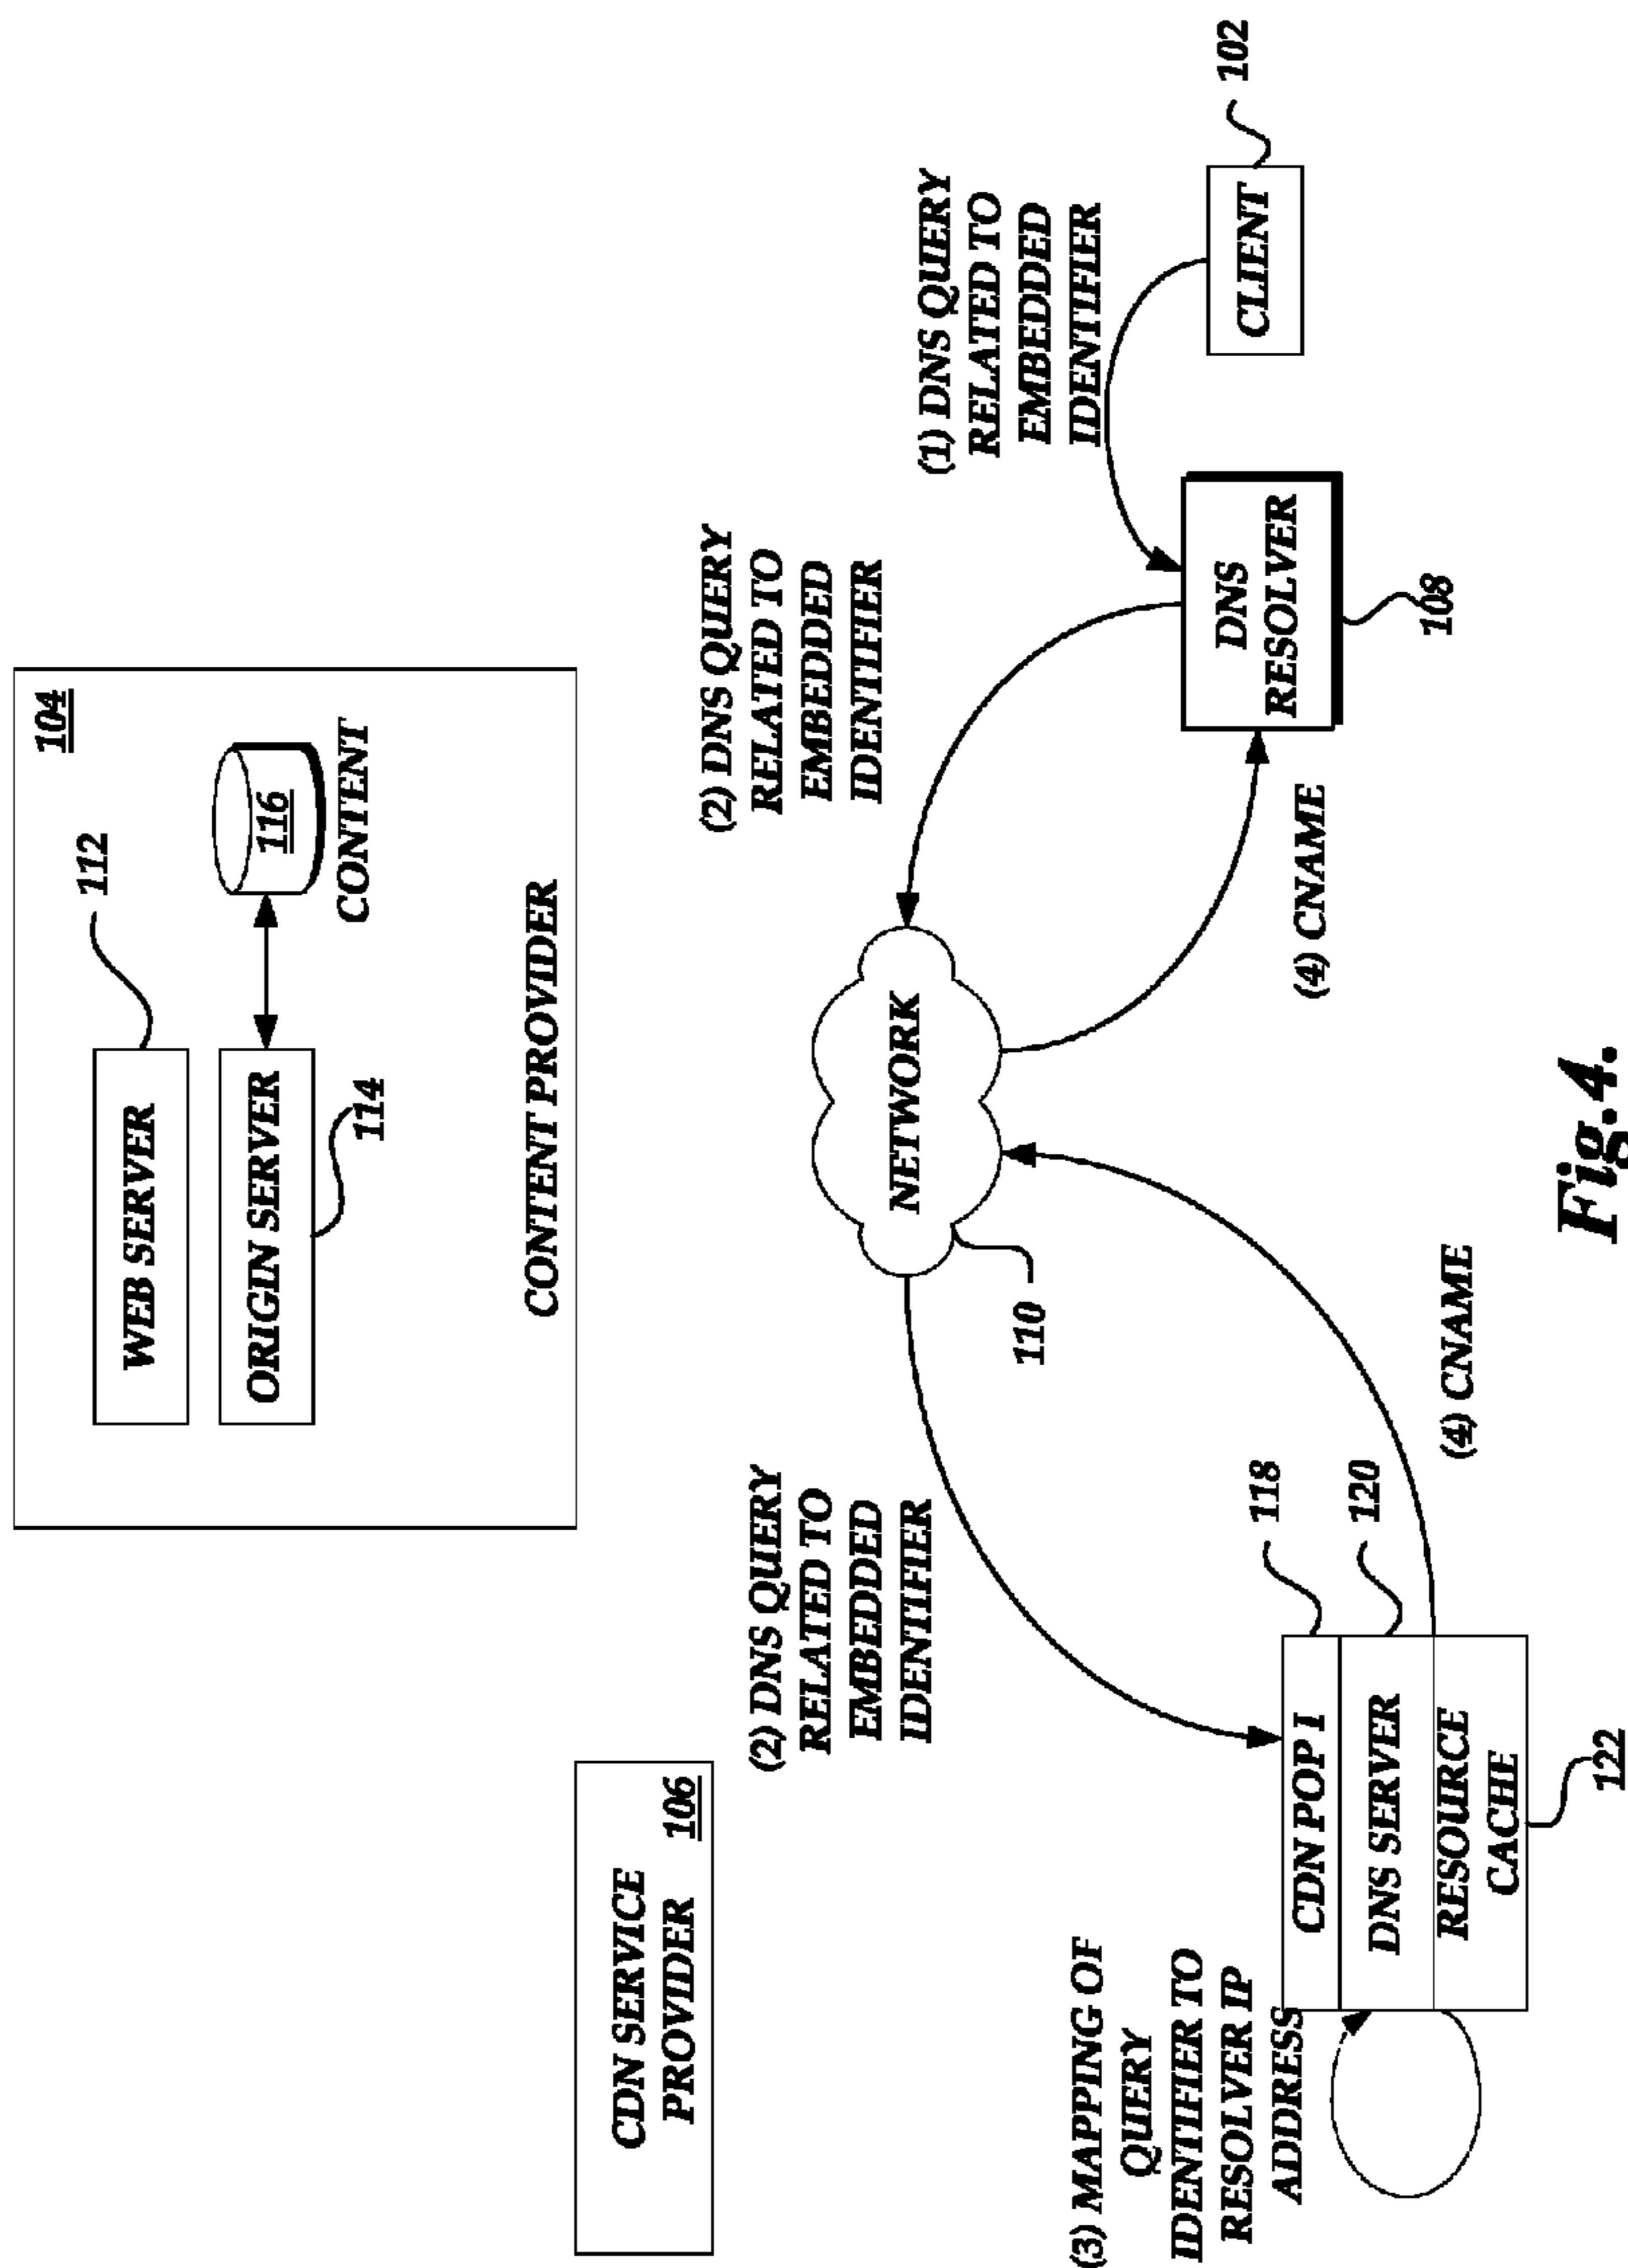 104
WEB SERVER
112
ORIGIN SERVER
114
116
CONTENT
CONTENT PROVIDER
CDN SERVICE
PROVIDER
106
(2) DNS QUERY
RELATED TO
EMBEDDED
IDENTIFIER
(2) DNS QUERY
RELATED TO
EMBEDDED
IDENTIFIER
(1) DNS QUERY
RELATED TO
EMBEDDED
IDENTIFIER
NETWORK
110
(3) MAPPING OF
QUERY
IDENTIFIER TO
RESOLVER IP
ADDRESS
CDN POP 1
118
DNS SERVER
120
RESOURCE
CACHE
122
(4) CNAME
(4) CNAME
DNS
RESOLVER
108
CLIENT
102
Fig.4.